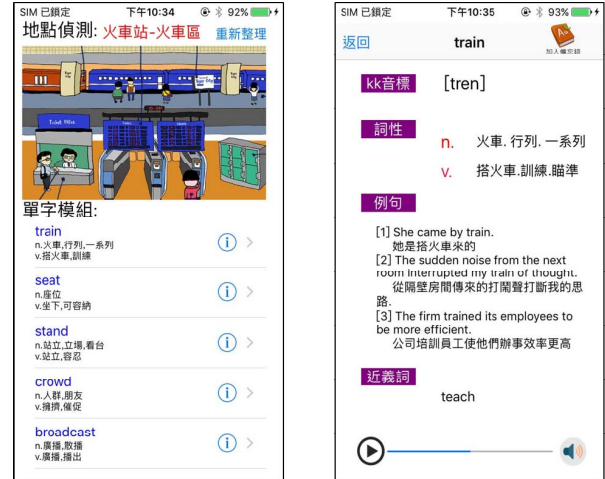 SIM 已鎖定 下午10:34 92%
地點偵測: 火車站-火車區 重新整理
Ticket Office
單字模組:
train
n.火車,行列,一系列
v.搭火車,訓練
seat
n.座位
v.坐下,可容納
stand
n.站立,立場,看台
v.站立,容忍
crowd
n.人群,朋友
v.擁擠,催促
broadcast
n.廣播,散播
v.廣播,播出
SIM 已鎖定 下午10:35 93%
返回 train 加入備忘錄
kk音標 [tren]
詞性
n. 火車. 行列. 一系列
v. 搭火車.訓練.瞄準
例句
[1] She came by train.
她是搭火車來的
[2] The sudden noise from the next
room interrupted my train of thought.
從隔壁房間傳來的打鬧聲打斷我的思
路.
[3] The firm trained its employees to
be more efficient.
公司培訓員工使他們辦事效率更高
近義詞
teach